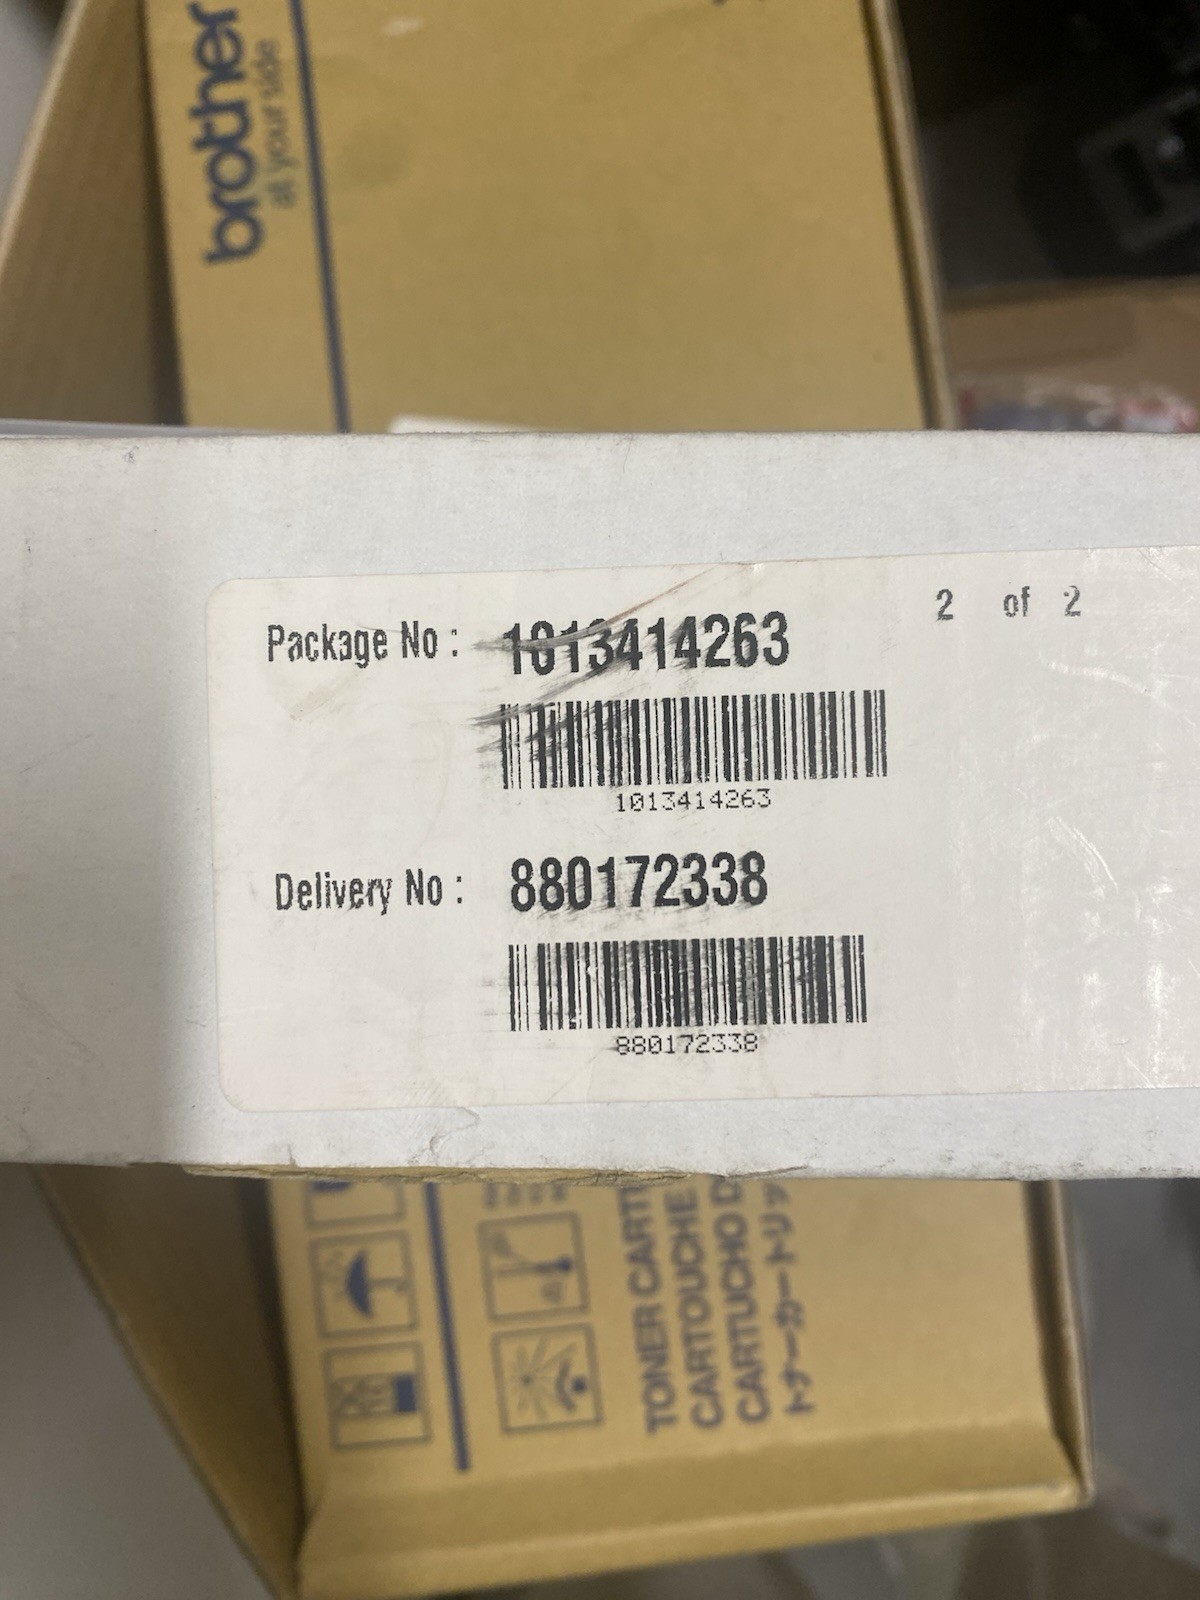 brother
at your side
Package No : 1013414263
2 of 2
1013414263
Delivery No : 880172338
880172338
TONER CART
CARTOUCHE
CARTUCHO D
トナーカートリッ